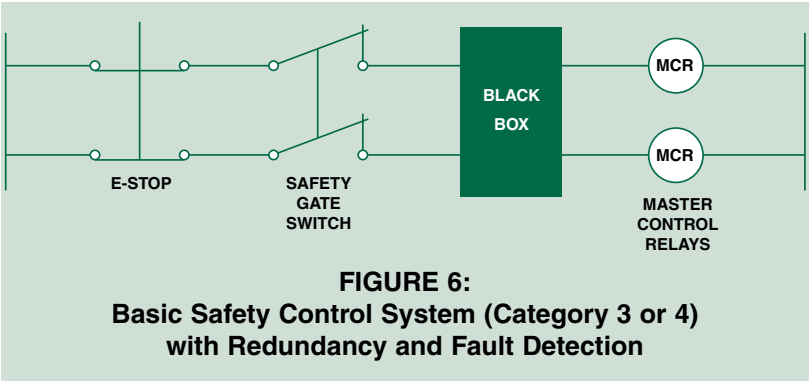 MCR
BLACK
BOX
MCR
E-STOP
SAFETY
GATE
SWITCH
MASTER
CONTROL
RELAYS
FIGURE 6:
Basic Safety Control System (Category 3 or 4)
with Redundancy and Fault Detection